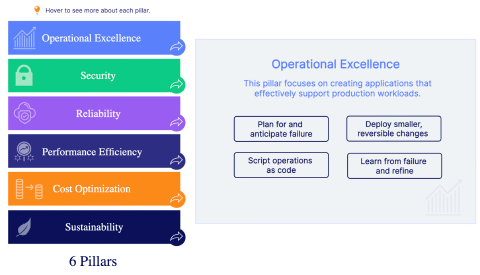 Hover to see more about each pillar.
Operational Excellence
Security
Reliability
Performance Efficiency
Cost Optimization
Sustainability
6 Pillars
Operational Excellence
This pillar focuses on creating applications that
effectively support production workloads.
Plan for and
anticipate failure
Deploy smaller,
reversible changes
Script operations
as code
Learn from failure
and refine